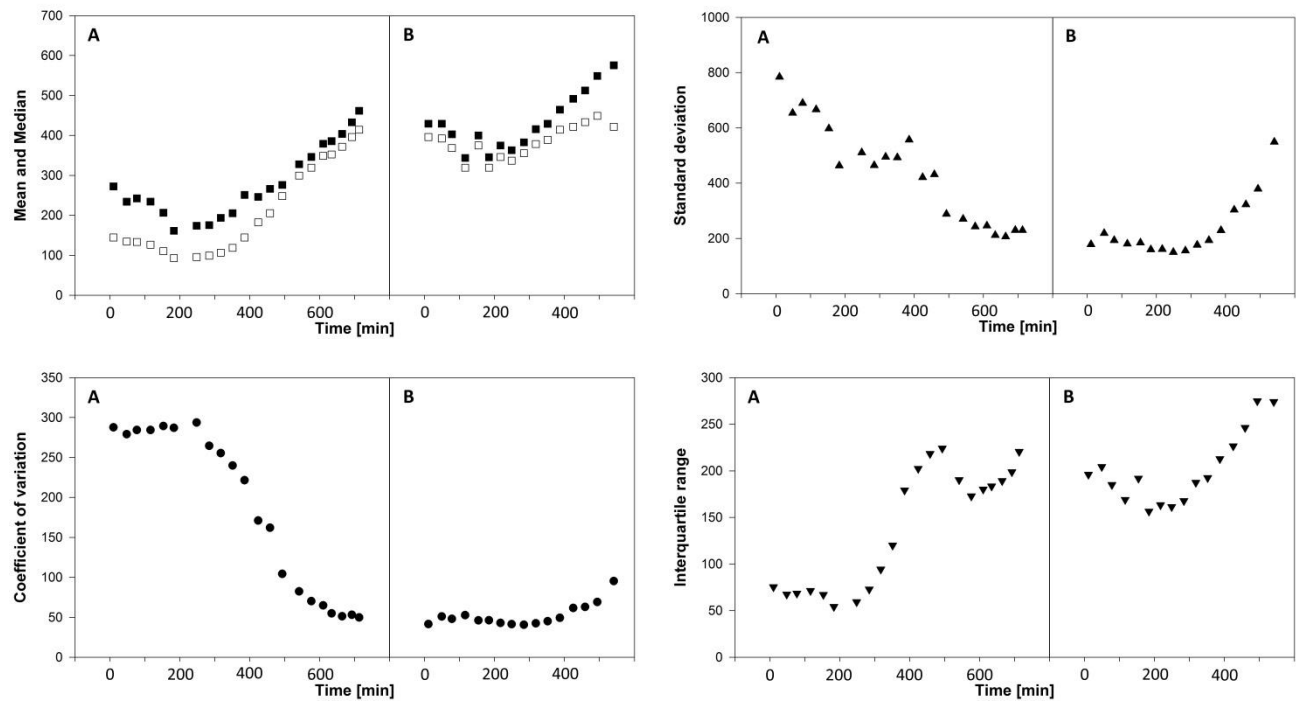 Mean and Median
700
600
500
400
300
200
100
0
A
B
0 200 400 600 0 200 400
Time [min]
Standard deviation
1000
800
600
400
200
0
A
B
0 200 400 600 0 200 400
Time [min]
Coefficient of variation
350
300
250
200
150
100
50
0
A
B
0 200 400 600 0 200 400
Time [min]
Interquartile range
300
250
200
150
100
50
0
A
B
0 200 400 600 0 200 400
Time [min]